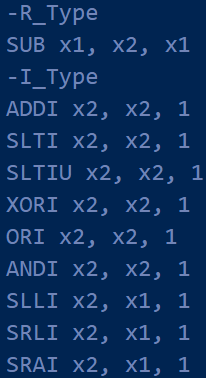 -R_Type
SUB x1, x2, x1
-I_Type
ADDI x2, x2, 1
SLTI x2, x2, 1
SLTIU x2, x2, 1
XORI x2, x2, 1
ORI x2, x2, 1
ANDI x2, x2, 1
SLLI x2, x1, 1
SRLI x2, x1, 1
SRAI x2, x1, 1